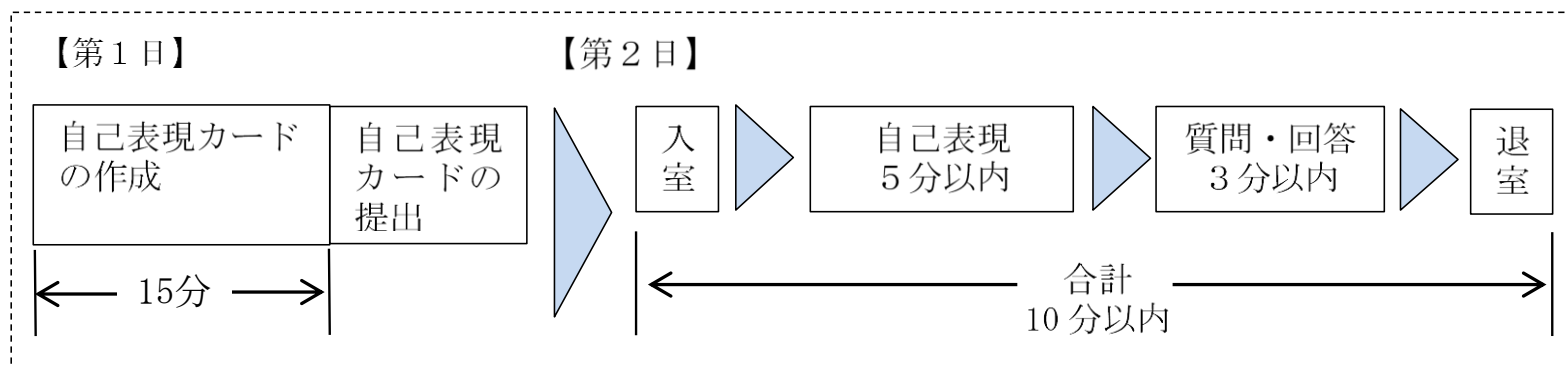 【第１日】
自己表現カード
の作成
自己表現
カードの
提出
15分
【第２日】
入
室
自己表現
５分以内
質問・回答
３分以内
退
室
合計
10 分以内